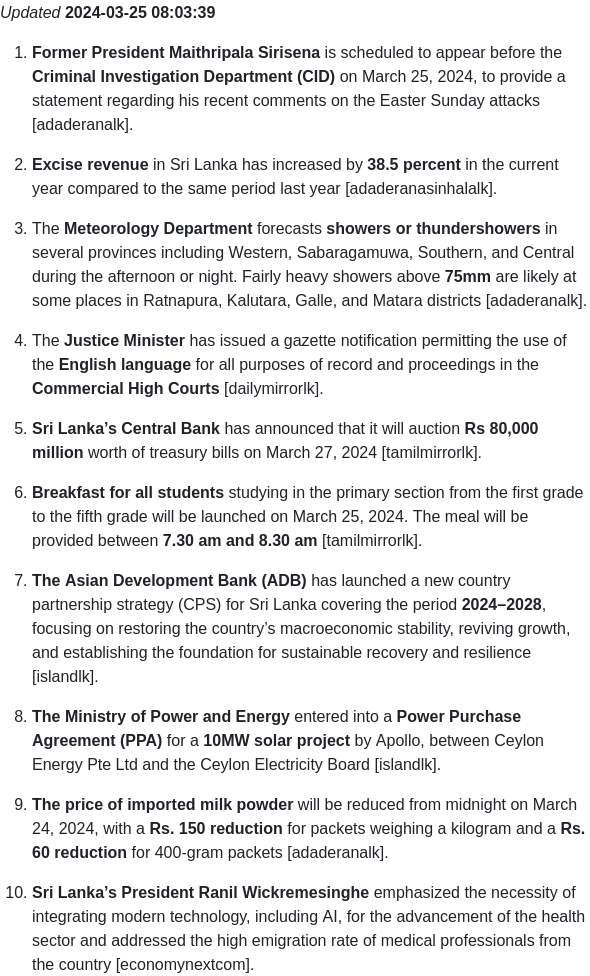 Updated 2024-03-25 08:03:39
1. Former President Maithripala Sirisena is scheduled to appear before the
Criminal Investigation Department (CID) on March 25, 2024, to provide a
statement regarding his recent comments on the Easter Sunday attacks
[adaderanalk].
2. Excise revenue in Sri Lanka has increased by 38.5 percent in the current
year compared to the same period last year [adaderanasinhalalk].
3. The Meteorology Department forecasts showers or thundershowers in
several provinces including Western, Sabaragamuwa, Southern, and Central
during the afternoon or night. Fairly heavy showers above 75mm are likely at
some places in Ratnapura, Kalutara, Galle, and Matara districts [adaderanalk].
4. The Justice Minister has issued a gazette notification permitting the use of
the English language for all purposes of record and proceedings in the
Commercial High Courts [dailymirrorlk].
5. Sri Lanka’s Central Bank has announced that it will auction Rs 80,000
million worth of treasury bills on March 27, 2024 [tamilmirrorlk].
6. Breakfast for all students studying in the primary section from the first grade
to the fifth grade will be launched on March 25, 2024. The meal will be
provided between 7.30 am and 8.30 am [tamilmirrorlk].
7. The Asian Development Bank (ADB) has launched a new country
partnership strategy (CPS) for Sri Lanka covering the period 2024–2028,
focusing on restoring the country’s macroeconomic stability, reviving growth,
and establishing the foundation for sustainable recovery and resilience
[islandlk].
8. The Ministry of Power and Energy entered into a Power Purchase
Agreement (PPA) for a 10MW solar project by Apollo, between Ceylon
Energy Pte Ltd and the Ceylon Electricity Board [islandlk].
9. The price of imported milk powder will be reduced from midnight on March
24, 2024, with a Rs. 150 reduction for packets weighing a kilogram and a Rs.
60 reduction for 400-gram packets [adaderanalk].
10. Sri Lanka’s President Ranil Wickremesinghe emphasized the necessity of
integrating modern technology, including AI, for the advancement of the health
sector and addressed the high emigration rate of medical professionals from
the country [economynextcom].